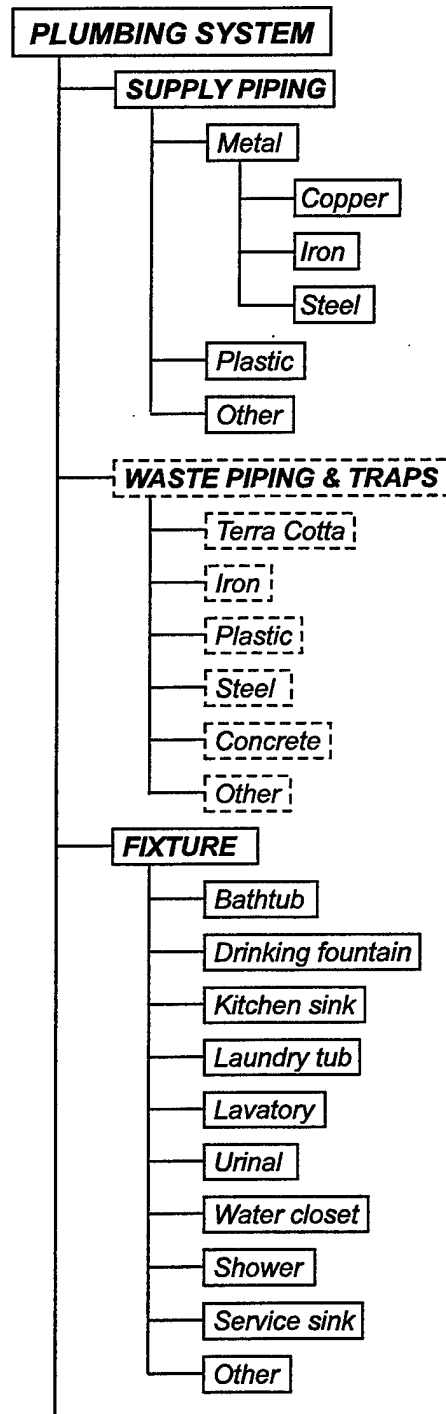 PLUMBING SYSTEM
SUPPLY PIPING
Metal
Copper
Iron
Steel
Plastic
Other
WASTE PIPING & TRAPS
Terra Cotta
Iron
Plastic
Steel
Concrete
Other
FIXTURE
Bathtub
Drinking fountain
Kitchen sink
Laundry tub
Lavatory
Urinal
Water closet
Shower
Service sink
Other